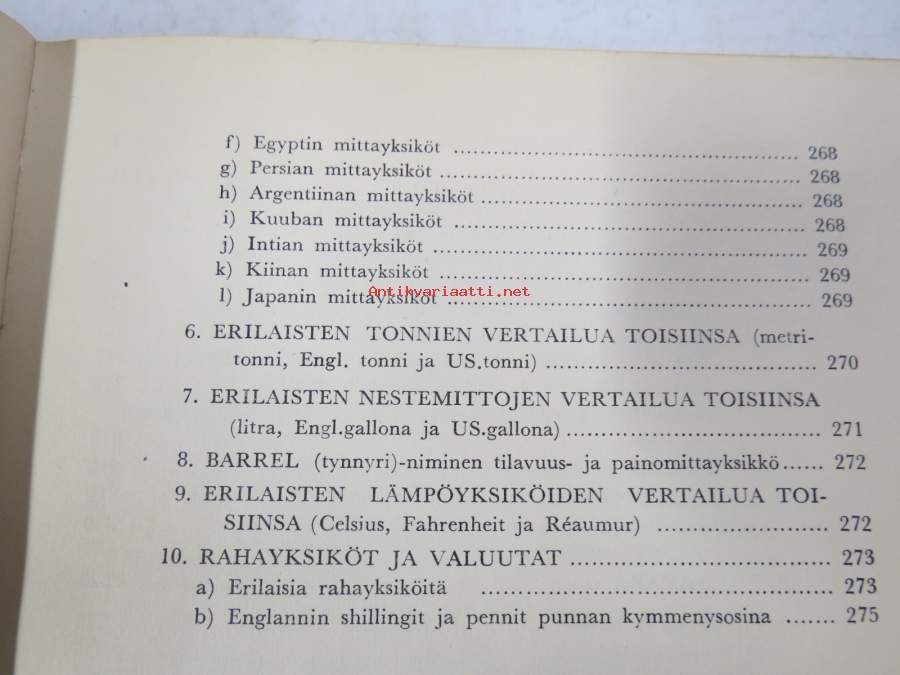 f) Egyptin mittayksiköt ........ 268
g) Persian mittayksiköt ........ 268
h) Argentiinan mittayksiköt ........ 268
i) Kuuban mittayksiköt ........ 268
j) Intian mittayksiköt ........ 269
k) Kiinan mittayksiköt ........ 269
l) Japanin mittayksiköt ........ 269
Antikvariaatti.net
6. ERILAISTEN TONNIEN VERTAILUA TOISIINSA (metri-
tonni, Engl. tonni ja US.tonni) ........ 270
7. ERILAISTEN NESTEMITTOJEN VERTAILUA TOISIINSA
(litra, Engl.gallona ja US.gallona) ........ 271
8. BARREL (tynnyri)-niminen tilavuus- ja painomittayksikkö...... 272
9. ERILAISTEN LÄMPÖYKSIKÖIDEN VERTAILUA TOI-
SIINSA (Celsius, Fahrenheit ja Réaumur) ........ 272
10. RAHAYKSIKÖT JA VALUUTAT ........ 273
a) Erilaisia rahayksiköitä ........ 273
b) Englannin shillingit ja pennit punnan kymmenysosina ....... 275